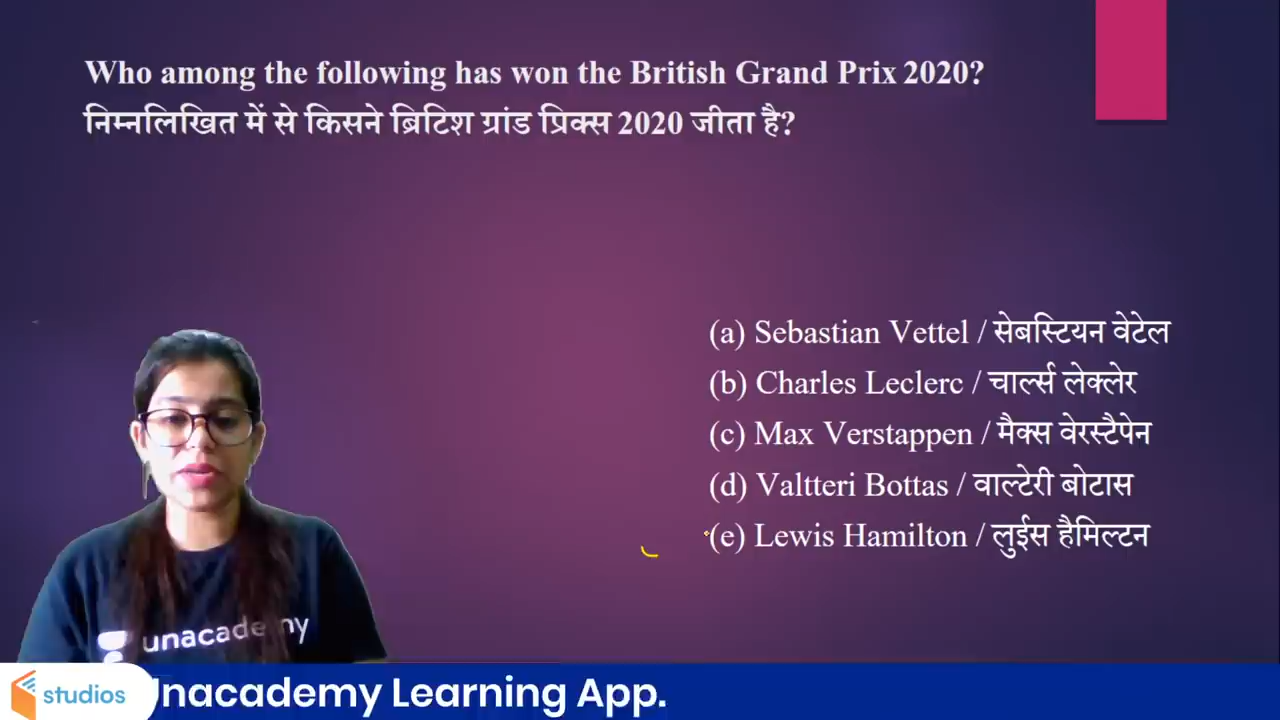 Who among the following has won the British Grand Prix 2020?
निम्नलिखित में से किसने ब्रिटिश ग्रांड प्रिक्स 2020 जीता है?
(a) Sebastian Vettel / सेबस्टियन वेटेल
(b) Charles Leclerc / चार्ल्स लेक्लेर
(c) Max Verstappen / मैक्स वेरस्टैपेन
(d) Valtteri Bottas / वाल्टेरी बोटास
(e) Lewis Hamilton / लुईस हैमिल्टन
unacademy
studios
Unacademy Learning App.